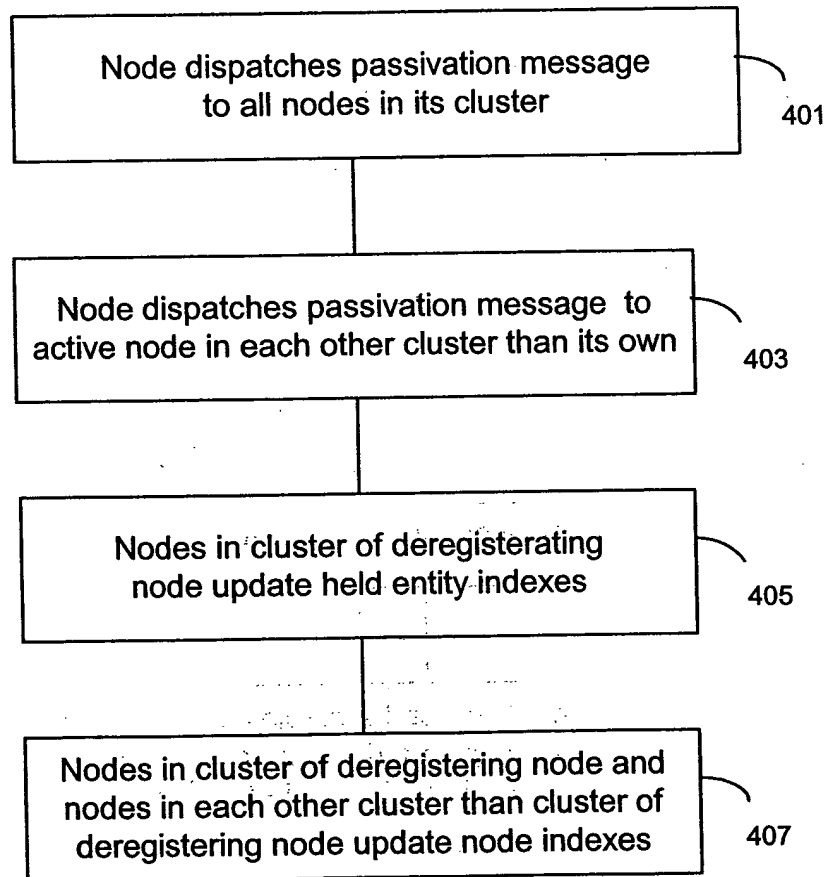 Node dispatches passivation message
to all nodes in its cluster
401
Node dispatches passivation message to
active node in each other cluster than its own
403
Nodes in cluster of deregisterating
node update held entity indexes
405
Nodes in cluster of deregistering node and
nodes in each other cluster than cluster of
deregistering node update node indexes
407